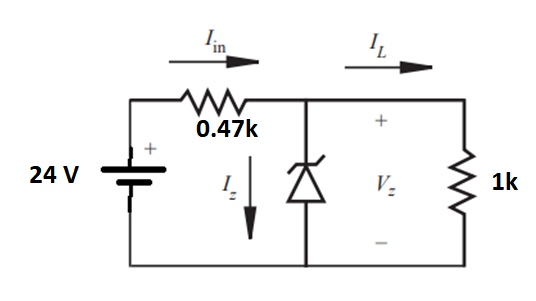 I_in
I_L
0.47k
+
+
24 V
I_z
V_z
1k
−